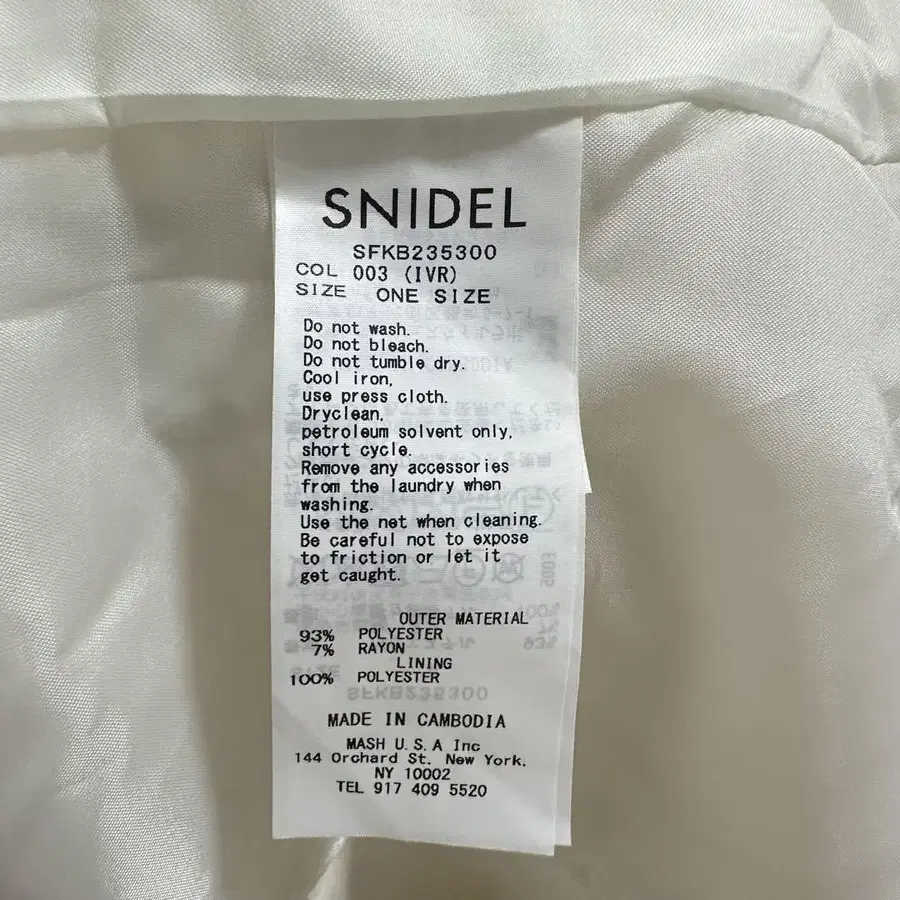 SNIDEL
SFKB235300
COL 003 (IVR)
SIZE ONE SIZE
Do not wash.
Do not bleach.
Do not tumble dry.
Cool iron,
use press cloth.
Dryclean,
petroleum solvent only,
short cycle.
Remove any accessories
from the laundry when
washing.
Use the net when cleaning.
Be careful not to expose
to friction or let it
get caught.
OUTER MATERIAL
93% POLYESTER
7% RAYON
LINING
100% POLYESTER
MADE IN CAMBODIA
MASH U.S.A Inc
144 Orchard St. New York,
NY 10002
TEL 917 409 5520